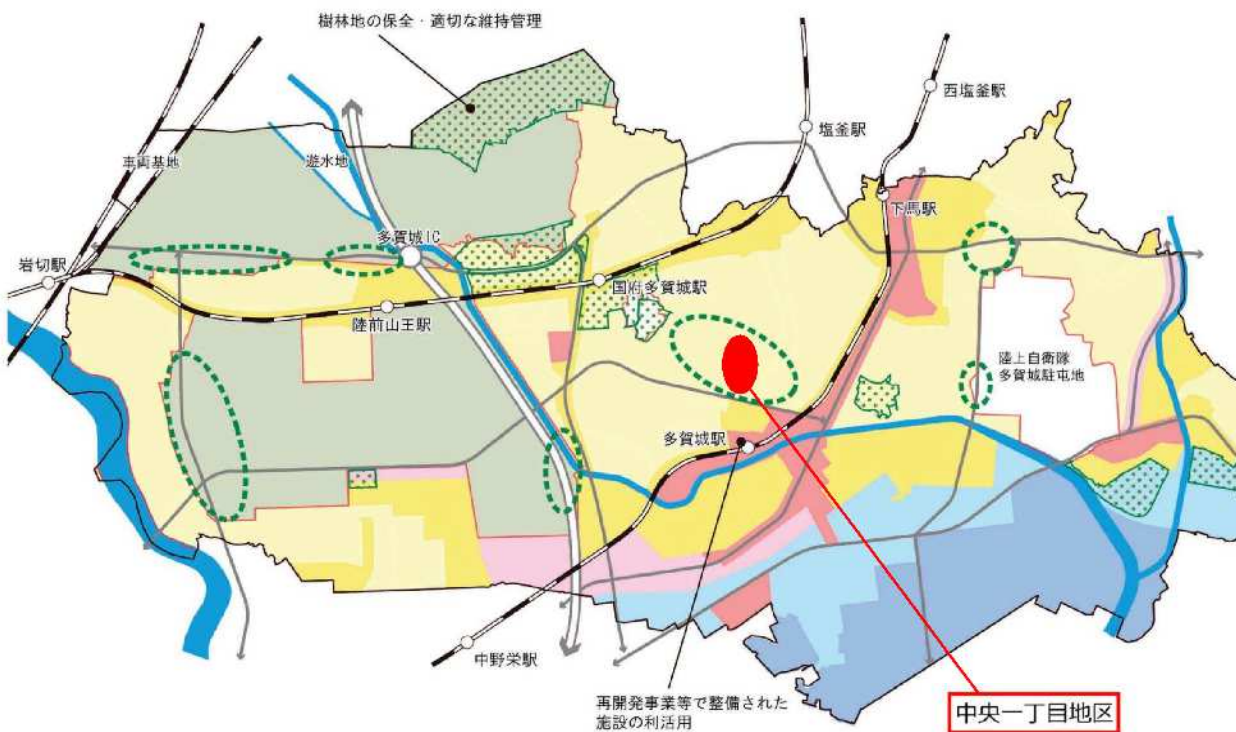 樹林地の保全・適切な維持管理
西塩釜駅
塩釜駅
車両基地
遊水地
下馬駅
多賀城IC
岩切駅
国府多賀城駅
陸前山王駅
陸上自衛隊
多賀城駐屯地
多賀城駅
中野栄駅
再開発事業等で整備された
施設の利活用
中央一丁目地区